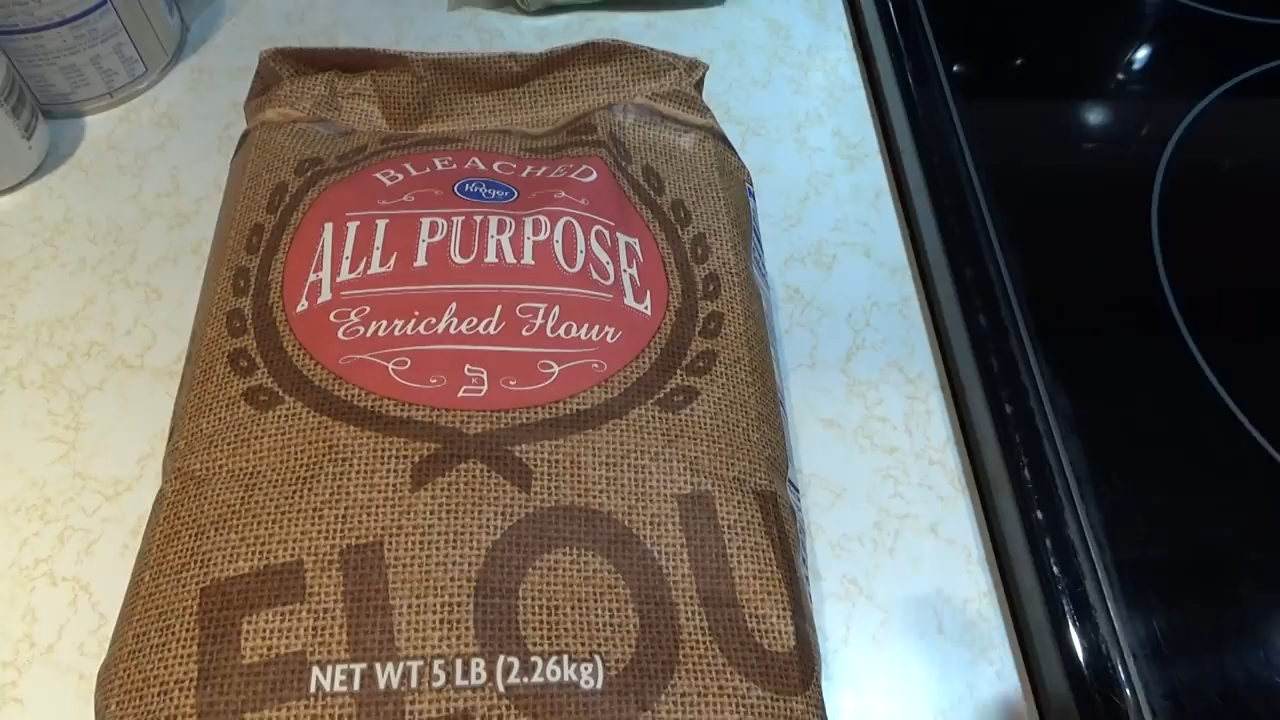 BLEACHED
Kroger
ALL PURPOSE
Enriched Flour
K
FLOU
NET WT 5 LB (2.26kg)